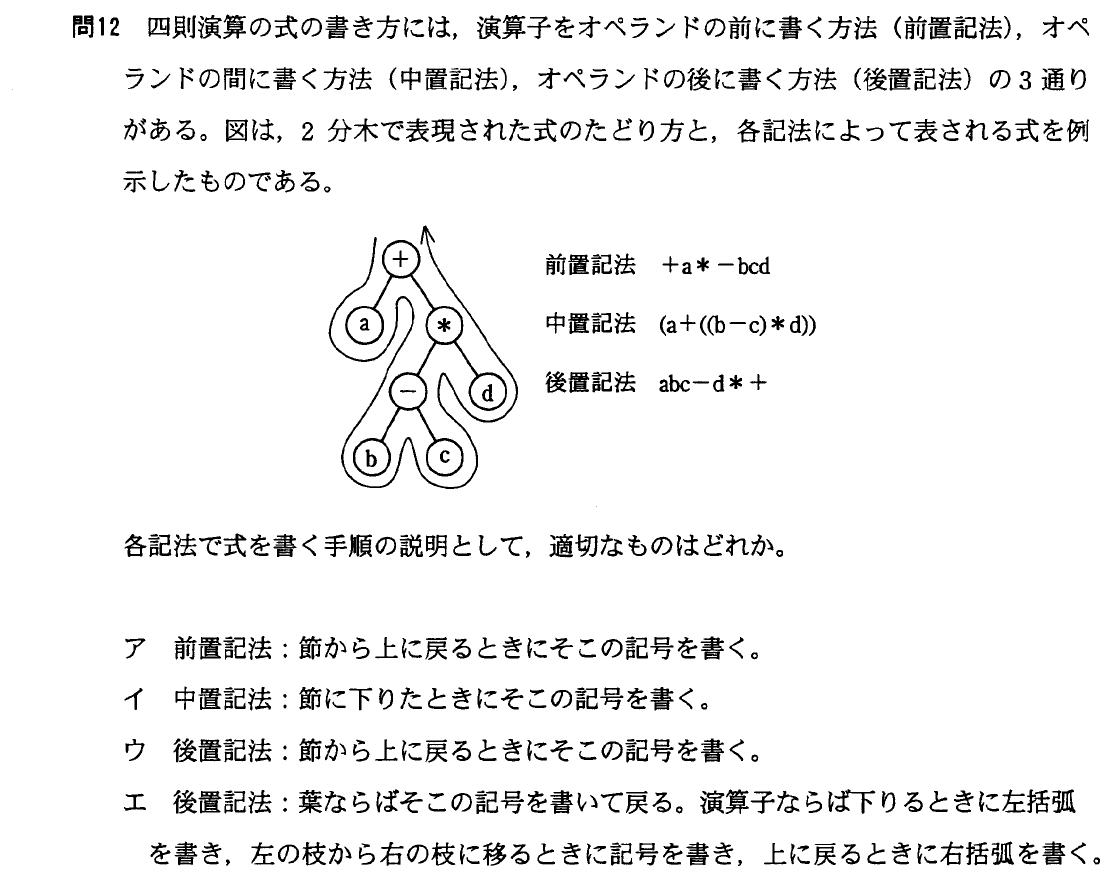 問12 四則演算の式の書き方には，演算子をオペランドの前に書く方法（前置記法），オペ
ランドの間に書く方法（中置記法），オペランドの後に書く方法（後置記法）の３通り
がある。図は，２分木で表現された式のたどり方と，各記法によって表される式を例
示したものである。
+
a
*
−
d
b
c
前置記法 +a*−bcd
中置記法 (a+((b−c)*d))
後置記法 abc−d*+
各記法で式を書く手順の説明として，適切なものはどれか。
ア 前置記法：節から上に戻るときにそこの記号を書く。
イ 中置記法：節に下りたときにそこの記号を書く。
ウ 後置記法：節から上に戻るときにそこの記号を書く。
エ 後置記法：葉ならばそこの記号を書いて戻る。演算子ならば下りるときに左括弧
を書き，左の枝から右の枝に移るときに記号を書き，上に戻るときに右括弧を書く。